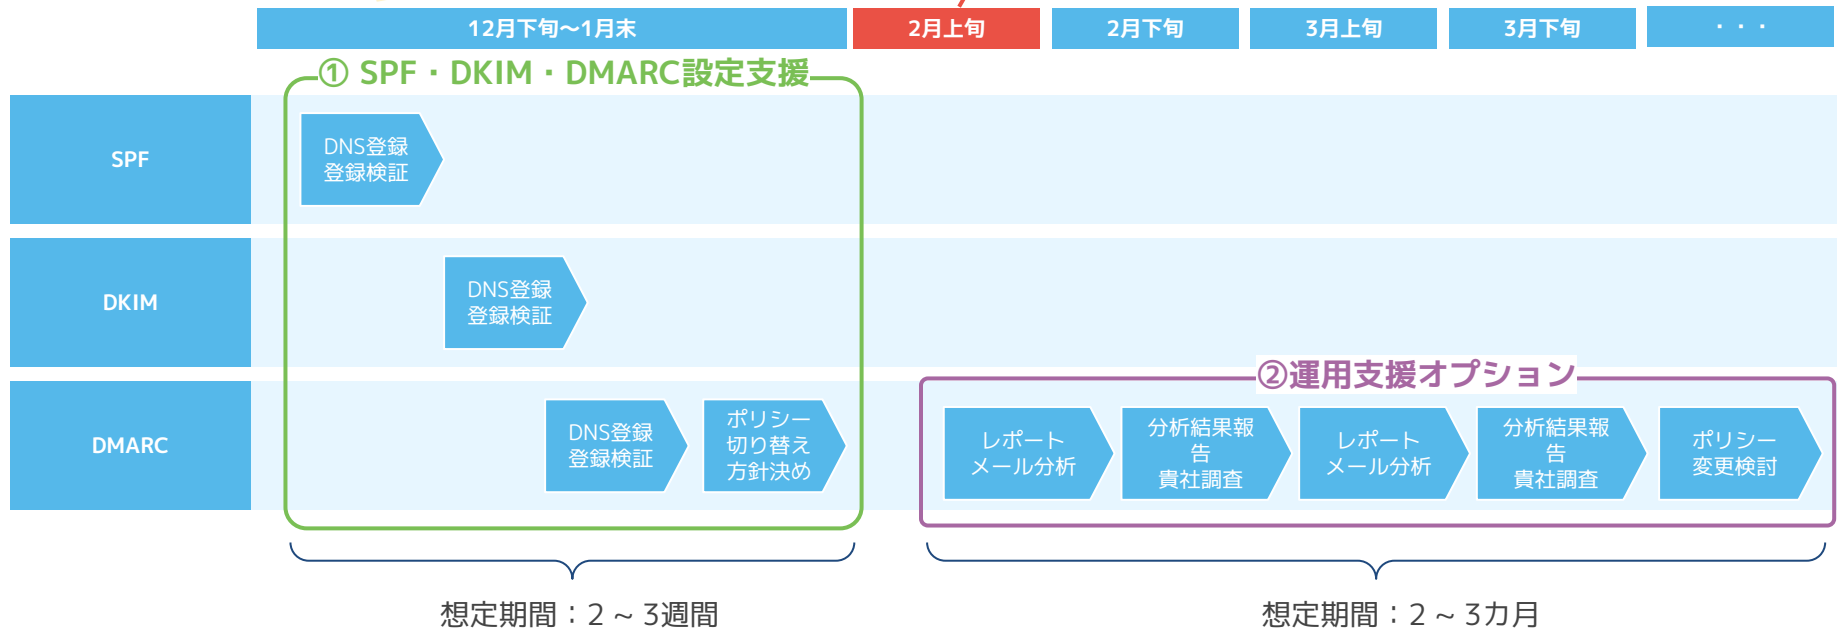 12月下旬～1月末
2月上旬
2月下旬
3月上旬
3月下旬
・・・
① SPF・DKIM・DMARC設定支援
SPF
DNS登録
登録検証
DKIM
DNS登録
登録検証
②運用支援オプション
DMARC
DNS登録
登録検証
ポリシー
切り替え
方針決め
レポート
メール分析
分析結果報
告
貴社調査
レポート
メール分析
分析結果報
告
貴社調査
ポリシー
変更検討
想定期間：2 ~ 3週間
想定期間：2 ~ 3カ月